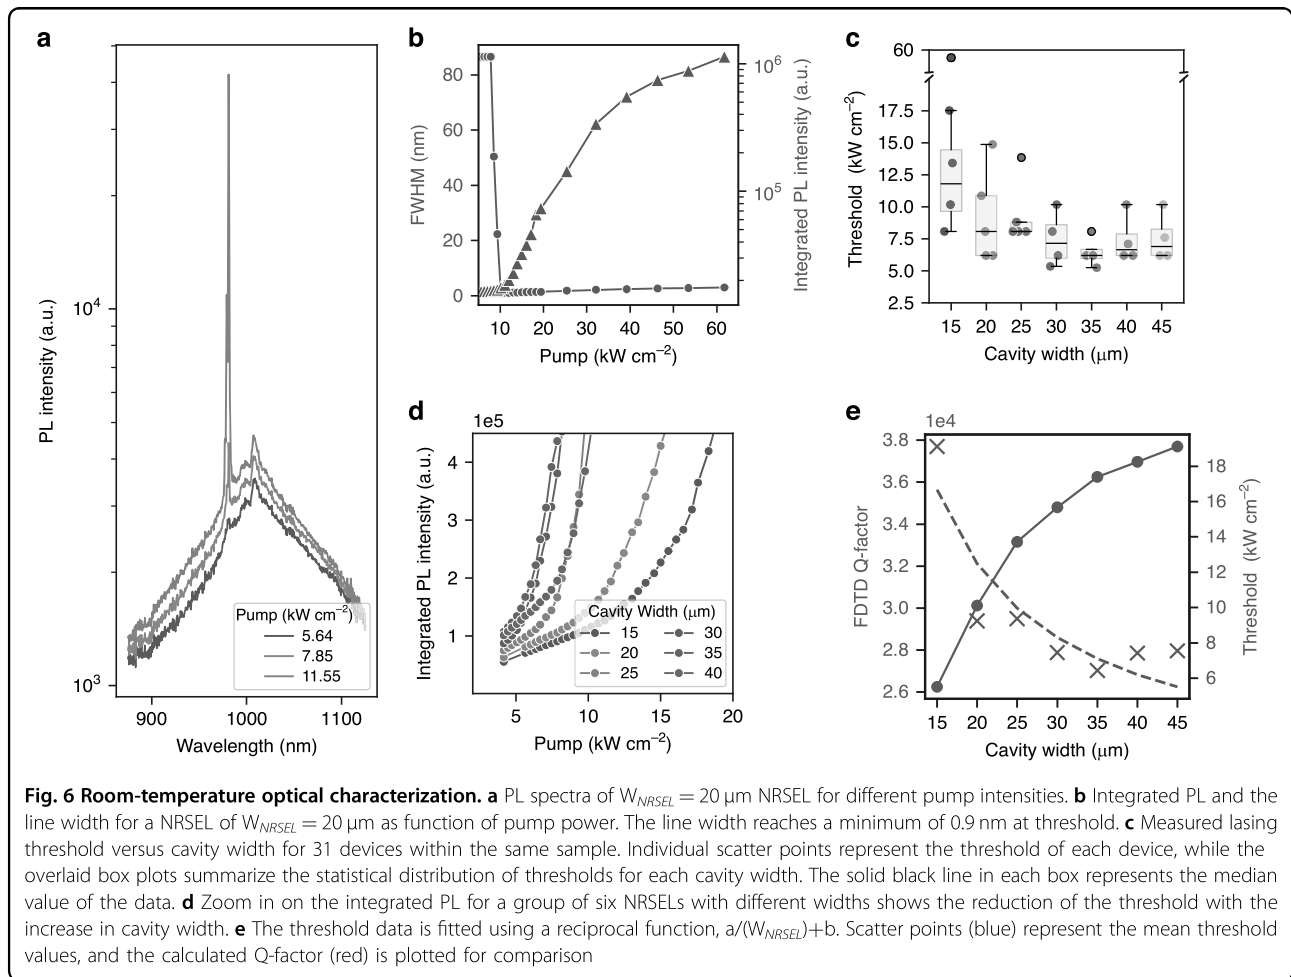 a
PL intensity (a.u.)
10⁴
10³
900 1000 1100
Wavelength (nm)
Pump (kW cm⁻²)
5.64
7.85
11.55
b
FWHM (nm)
80
60
40
20
0
10 20 30 40 50 60
Pump (kW cm⁻²)
10⁶
10⁵
Integrated PL intensity (a.u.)
c
Threshold (kW cm⁻²)
60
17.5
15.0
12.5
10.0
7.5
5.0
2.5
15 20 25 30 35 40 45
Cavity width (μm)
d
1e5
Integrated PL intensity (a.u.)
4
3
2
1
5 10 15 20
Pump (kW cm⁻²)
Cavity Width (μm)
15 30
20 35
25 40
e
1e4
FDTD Q-factor
3.8
3.6
3.4
3.2
3.0
2.8
2.6
15 20 25 30 35 40 45
Cavity width (μm)
18
16
14
12
10
8
6
Threshold (kW cm⁻²)
Fig. 6 Room-temperature optical characterization. a PL spectra of W_NRSEL = 20 μm NRSEL for different pump intensities. b Integrated PL and the
line width for a NRSEL of W_NRSEL = 20 μm as function of pump power. The line width reaches a minimum of 0.9 nm at threshold. c Measured lasing
threshold versus cavity width for 31 devices within the same sample. Individual scatter points represent the threshold of each device, while the
overlaid box plots summarize the statistical distribution of thresholds for each cavity width. The solid black line in each box represents the median
value of the data. d Zoom in on the integrated PL for a group of six NRSELs with different widths shows the reduction of the threshold with the
increase in cavity width. e The threshold data is fitted using a reciprocal function, a/(W_NRSEL)+b. Scatter points (blue) represent the mean threshold
values, and the calculated Q-factor (red) is plotted for comparison